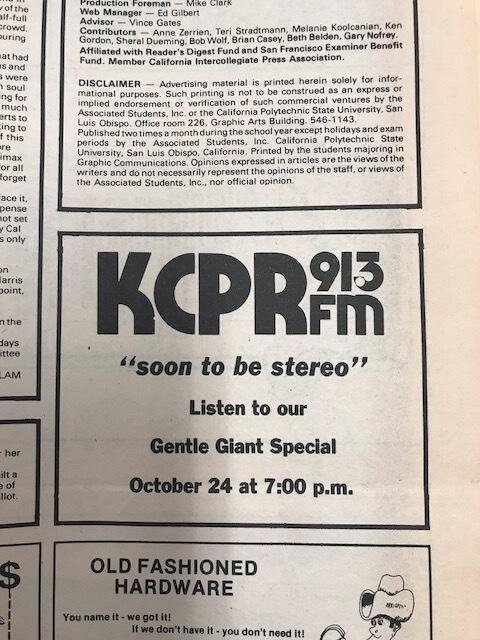 Production Foreman — Mike Clark
Web Manager — Ed Gilbert
Advisor — Vince Gates
Contributors — Anne Zerrien, Teri Stradtmann, Melanie Koolcanian, Ken
Gordon, Sheral Dueming, Bob Wolf, Brian Casey, Beth Belden, Gary Nofrey.
Affiliated with Reader's Digest Fund and San Francisco Examiner Benefit
Fund. Member California Intercollegiate Press Association.
DISCLAIMER — Advertising material is printed herein solely for infor-
mational purposes. Such printing is not to be construed as an express or
implied endorsement or verification of such commercial ventures by the
Associated Students, Inc. or the California Polytechnic State University, San
Luis Obispo. Office room 226, Graphic Arts Building. 546-1143.
Published two times a month during the school year except holidays and exam
periods by the Associated Students, Inc. California Polytechnic State
University, San Luis Obispo, California. Printed by the students majoring in
Graphic Communications. Opinions expressed in articles are the views of the
writers and do not necessarily represent the opinions of the staff, or views of
the Associated Students, Inc., nor official opinion.
KCPR 91.3
FM
"soon to be stereo"
Listen to our
Gentle Giant Special
October 24 at 7:00 p.m.
OLD FASHIONED
HARDWARE
You name it - we got it!
If we don't have it - you don't need it!